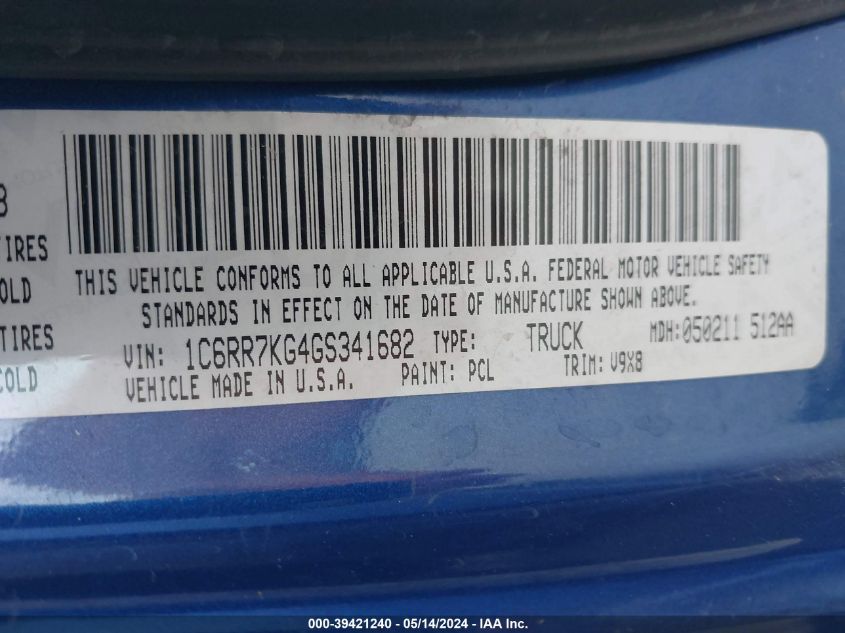 8
TIRES
OLD
THIS VEHICLE CONFORMS TO ALL APPLICABLE U.S.A. FEDERAL MOTOR VEHICLE SAFETY
STANDARDS IN EFFECT ON THE DATE OF MANUFACTURE SHOWN ABOVE.
TIRES
VIN: 1C6RR7KG4GS341682 TYPE: TRUCK MDH:050211 512AA
COLD
VEHICLE MADE IN U.S.A. PAINT: PCL TRIM: V9X8
000-39421240 - 05/14/2024 - IAA Inc.